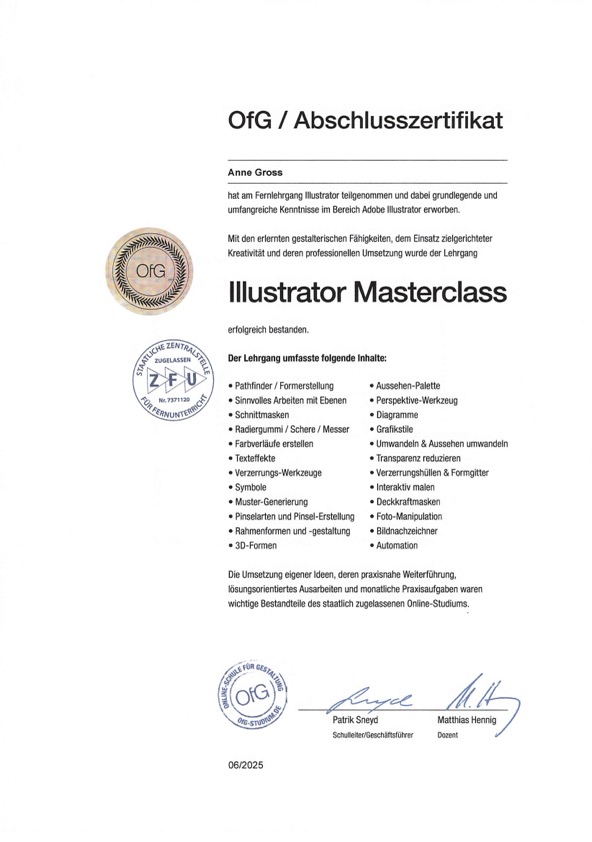 OfG / Abschlusszertifikat
Anne Gross
hat am Fernlehrgang Illustrator teilgenommen und dabei grundlegende und
umfangreiche Kenntnisse im Bereich Adobe Illustrator erworben.
Mit den erlernten gestalterischen Fähigkeiten, dem Einsatz zielgerichteter
Kreativität und deren professionellen Umsetzung wurde der Lehrgang
OfG
Illustrator Masterclass
erfolgreich bestanden.
STAATLICHE ZENTRALSTELLE
ZUGELASSEN
ZFU
Nr. 7371120
FÜR FERNUNTERRICHT
Der Lehrgang umfasste folgende Inhalte:
• Pathfinder / Formerstellung
• Sinnvolles Arbeiten mit Ebenen
• Schnittmasken
• Radiergummi / Schere / Messer
• Farbverläufe erstellen
• Texteffekte
• Verzerrungs-Werkzeuge
• Symbole
• Muster-Generierung
• Pinselarten und Pinsel-Erstellung
• Rahmenformen und -gestaltung
• 3D-Formen
• Aussehen-Palette
• Perspektive-Werkzeug
• Diagramme
• Grafikstile
• Umwandeln & Aussehen umwandeln
• Transparenz reduzieren
• Verzerrungshüllen & Formgitter
• Interaktiv malen
• Deckkraftmasken
• Foto-Manipulation
• Bildnachzeichner
• Automation
Die Umsetzung eigener Ideen, deren praxisnahe Weiterführung,
lösungsorientiertes Ausarbeiten und monatliche Praxisaufgaben waren
wichtige Bestandteile des staatlich zugelassenen Online-Studiums.
ONLINE-SCHULE FÜR GESTALTUNG
OfG
OfG-STUDIUM.DE
Patrik Sneyd
Schulleiter/Geschäftsführer
Matthias Hennig
Dozent
06/2025